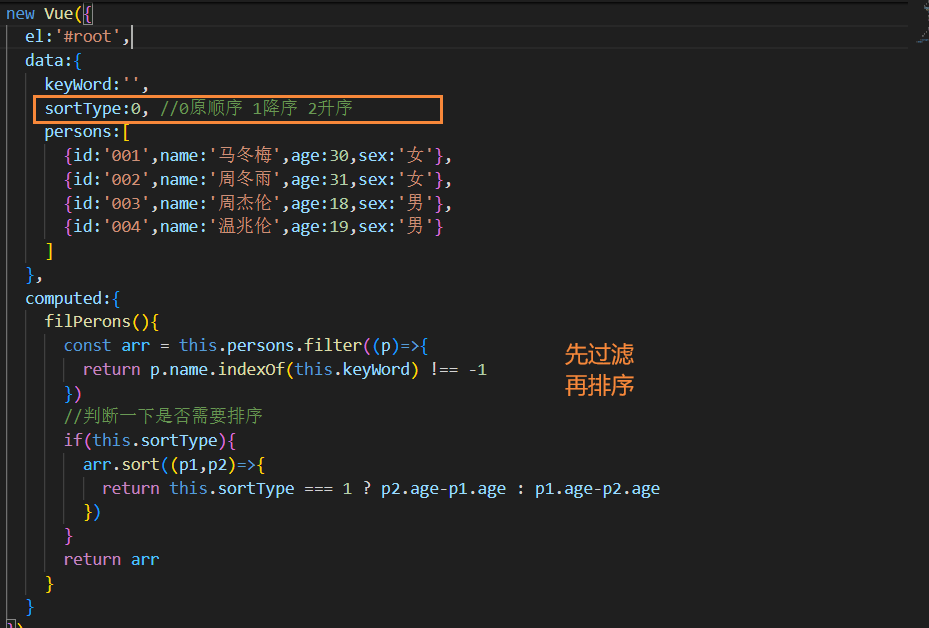 new Vue({
el:'#root',
data:{
keyWord:'',
sortType:0, //0原顺序 1降序 2升序
persons:[
{id:'001',name:'马冬梅',age:30,sex:'女'},
{id:'002',name:'周冬雨',age:31,sex:'女'},
{id:'003',name:'周杰伦',age:18,sex:'男'},
{id:'004',name:'温兆伦',age:19,sex:'男'}
]
},
computed:{
filPerons(){
const arr = this.persons.filter((p)=>{
return p.name.indexOf(this.keyWord) !== -1
})
//判断一下是否需要排序
if(this.sortType){
arr.sort((p1,p2)=>{
return this.sortType === 1 ? p2.age-p1.age : p1.age-p2.age
})
}
return arr
}
}
})
先过滤
再排序